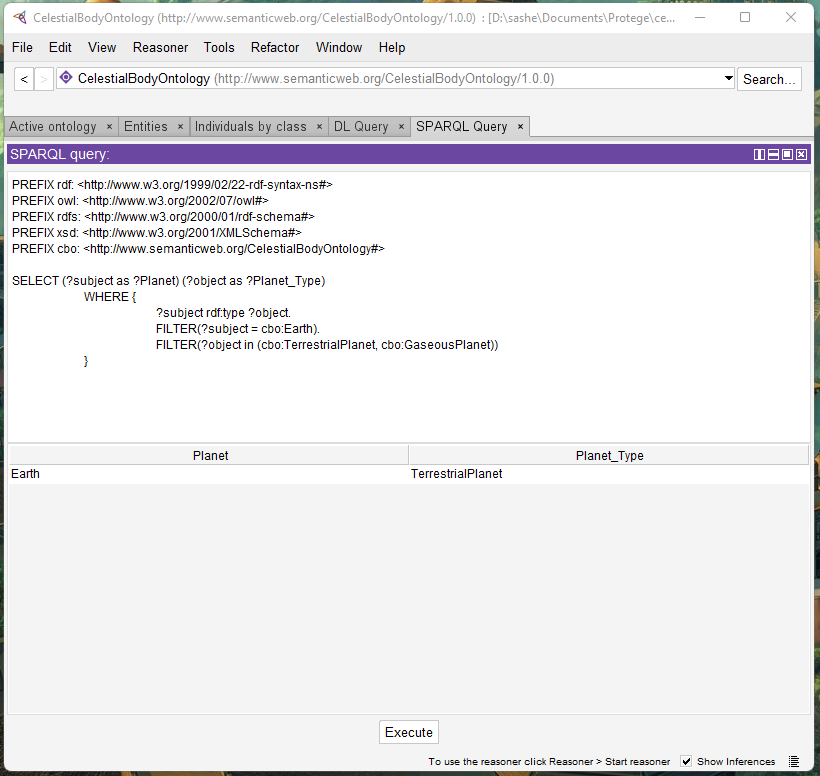 CelestialBodyOntology (http://www.semanticweb.org/CelestialBodyOntology/1.0.0) : [D:\sashe\Documents\Protege\ce...
File Edit View Reasoner Tools Refactor Window Help
< > CelestialBodyOntology (http://www.semanticweb.org/CelestialBodyOntology/1.0.0) Search...
Active ontology × Entities × Individuals by class × DL Query × SPARQL Query ×
SPARQL query:
PREFIX rdf: <http://www.w3.org/1999/02/22-rdf-syntax-ns#>
PREFIX owl: <http://www.w3.org/2002/07/owl#>
PREFIX rdfs: <http://www.w3.org/2000/01/rdf-schema#>
PREFIX xsd: <http://www.w3.org/2001/XMLSchema#>
PREFIX cbo: <http://www.semanticweb.org/CelestialBodyOntology#>
SELECT (?subject as ?Planet) (?object as ?Planet_Type)
WHERE {
?subject rdf:type ?object.
FILTER(?subject = cbo:Earth).
FILTER(?object in (cbo:TerrestrialPlanet, cbo:GaseousPlanet))
}
Planet Planet_Type
Earth TerrestrialPlanet
Execute
To use the reasoner click Reasoner > Start reasoner Show Inferences